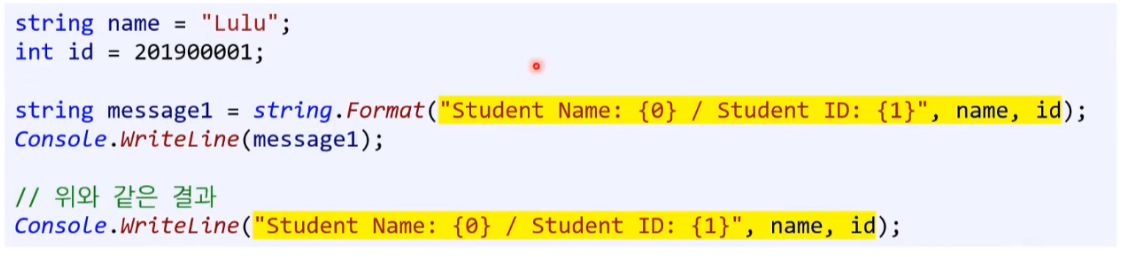 string name = "Lulu";
int id = 201900001;
string message1 = string.Format("Student Name: {0} / Student ID: {1}", name, id);
Console.WriteLine(message1);
// 위와 같은 결과
Console.WriteLine("Student Name: {0} / Student ID: {1}", name, id);